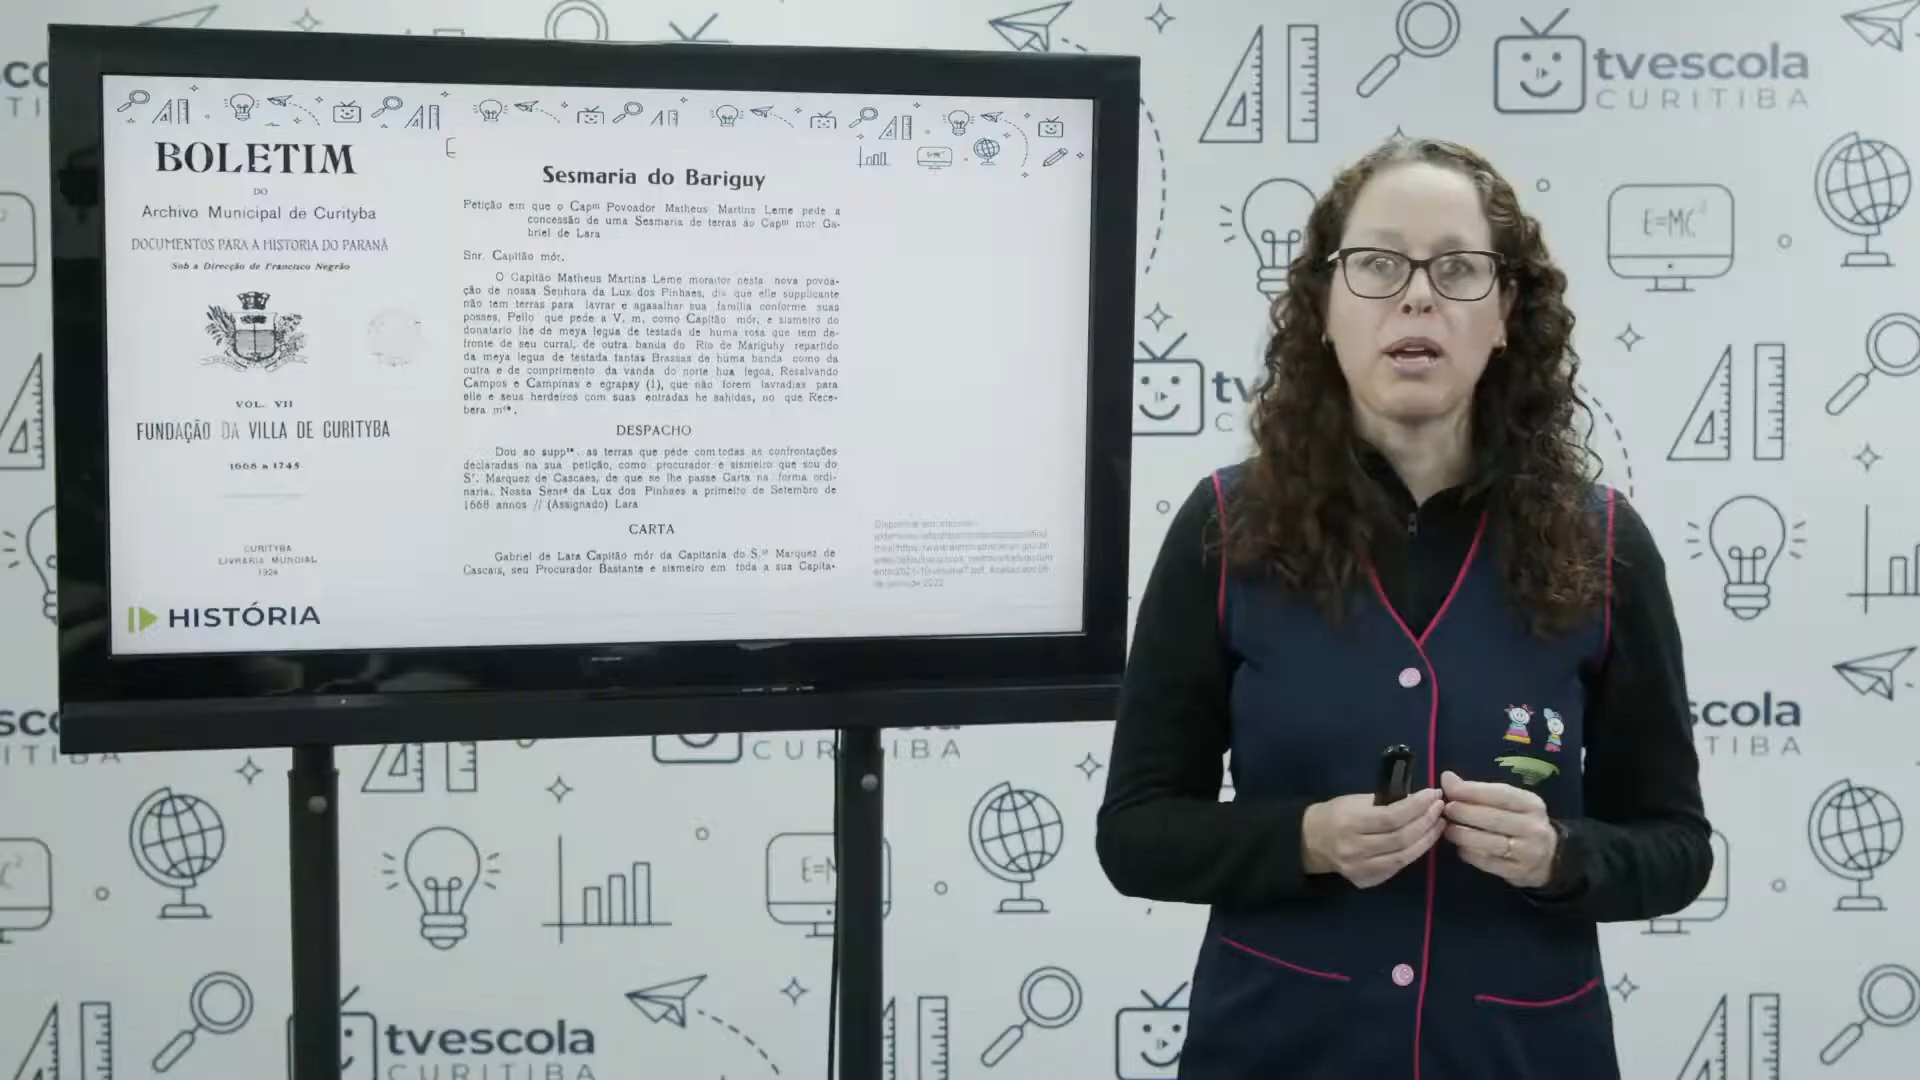 BOLETIM
DO
Archivo Municipal de Curityba
DOCUMENTOS PARA A HISTORIA DO PARANÁ
Sob a Direcção de Francisco Negrão
VOL. VII
FUNDAÇÃO DA VILLA DE CURITYBA
1668 a 1745
CURITYBA
LIVRARIA MUNDIAL
1924
HISTÓRIA
E
Sesmaria do Bariguy
Petição em que o Capᵐ Povoador Matheus Martins Leme pede a
concessão de uma Sesmaria de terras ao Capᵐ mor Ga-
briel de Lara
Snr. Capitão mór.
O Capitão Matheus Martins Leme morador nesta nova povoa-
ção de nossa Senhora da Lux dos Pinhaes, dis que elle supplicante
não tem terras para lavrar e agasalhar sua familia conforme suas
posses, Pello que pede a V. m. como Capitão mór, e sismeiro do
donatario lhe de meya legua de testada de huma rosa que tem de-
fronte de seu curral, de outra banda do Rio de Mariguhy repartido
da meya legua de testada tantas Brassas de huma banda como da
outra e de comprimento da vanda do norte hua legoa, Resalvando
Campos e Campinas e egrapay (1), que não forem lavradias para
elle e seus herdeiros com suas entradas he sahidas, no que Rece-
bera mᶜᵉ.
DESPACHO
Dou ao suppᵗᵉ. as terras que péde com todas as confrontações
declaradas na sua petição, como procurador e sismeiro que sou do
Sʳ. Marquez de Cascaes, de que se lhe passe Carta na forma ordi-
naria. Nossa Senrᵃ da Lux dos Pinhaes a primeiro de Setembro de
1668 annos // (Assignado) Lara
CARTA
Gabriel de Lara Capitão mór da Capitania do S.ᵒʳ Marquez de
Cascais, seu Procurador Bastante e sismeiro em toda a sua Capita-
tvescola
CURITIBA
E=MC²
tvescola
CURITIBA